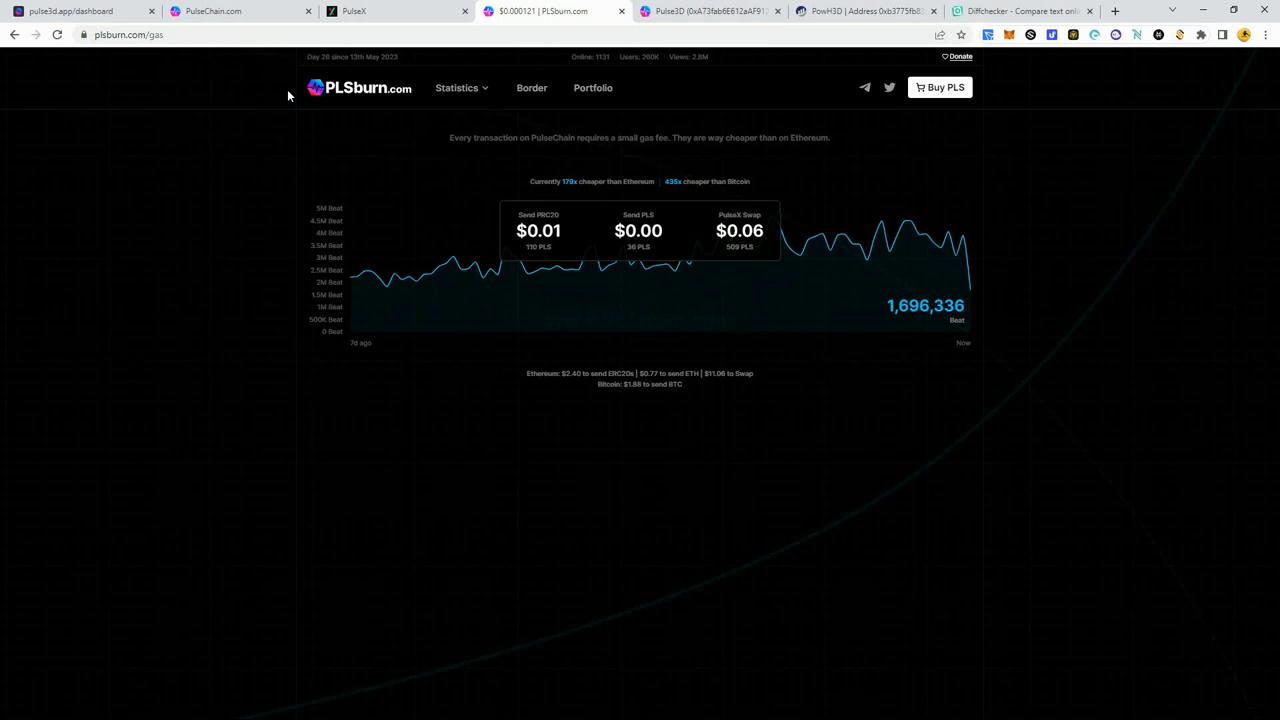 pulse3d.app/dashboard
PulseChain.com
PulseX
$0.000121 | PLSburn.com
Pulse3D (0xA73fab6E612aAF912
PowH3D | Address 0xb3775fb8
Diffchecker - Compare text onli
plsburn.com/gas
Day 26 since 13th May 2023
Online: 1131 Users: 260K Views: 2.8M
Donate
PLSburn.com
Statistics
Border
Portfolio
Buy PLS
Every transaction on PulseChain requires a small gas fee. They are way cheaper than on Ethereum.
Currently 179x cheaper than Ethereum | 435x cheaper than Bitcoin
Send PRC20
$0.01
110 PLS
Send PLS
$0.00
36 PLS
PulseX Swap
$0.06
509 PLS
5M Beat
4.5M Beat
4M Beat
3.5M Beat
3M Beat
2.5M Beat
2M Beat
1.5M Beat
1M Beat
500K Beat
0 Beat
1,696,336
Beat
7d ago
Now
Ethereum: $2.40 to send ERC20s | $0.77 to send ETH | $11.06 to Swap
Bitcoin: $1.88 to send BTC